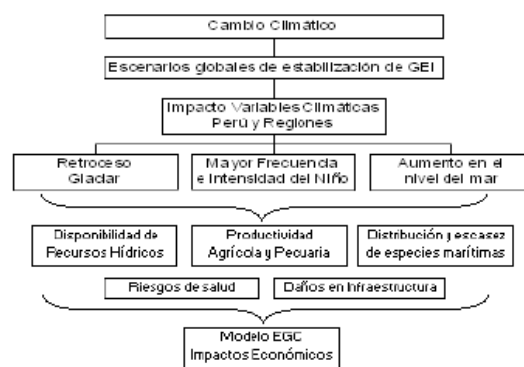 Cambio Climático
Escenarios globales de estabilización de GEI
Impacto Variables Climáticas
Perú y Regiones
Retroceso
Glaciar
Mayor Frecuencia
e Intensidad del Niño
Aumento en el
nivel del mar
Disponibilidad de
Recursos Hídricos
Productividad
Agrícola y Pecuaria
Distribución y escasez
de especies marítimas
Riesgos de salud
Daños en Infraestructura
Modelo EGC
Impactos Económicos